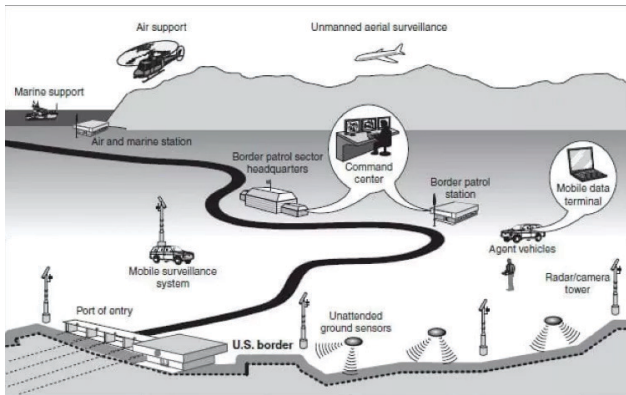 Air support
Unmanned aerial surveillance
Marine support
Air and marine station
Border patrol sector
headquarters
Command
center
Border patrol
station
Mobile data
terminal
Agent vehicles
Mobile surveillance
system
Radar/camera
tower
Port of entry
Unattended
ground sensors
U.S. border